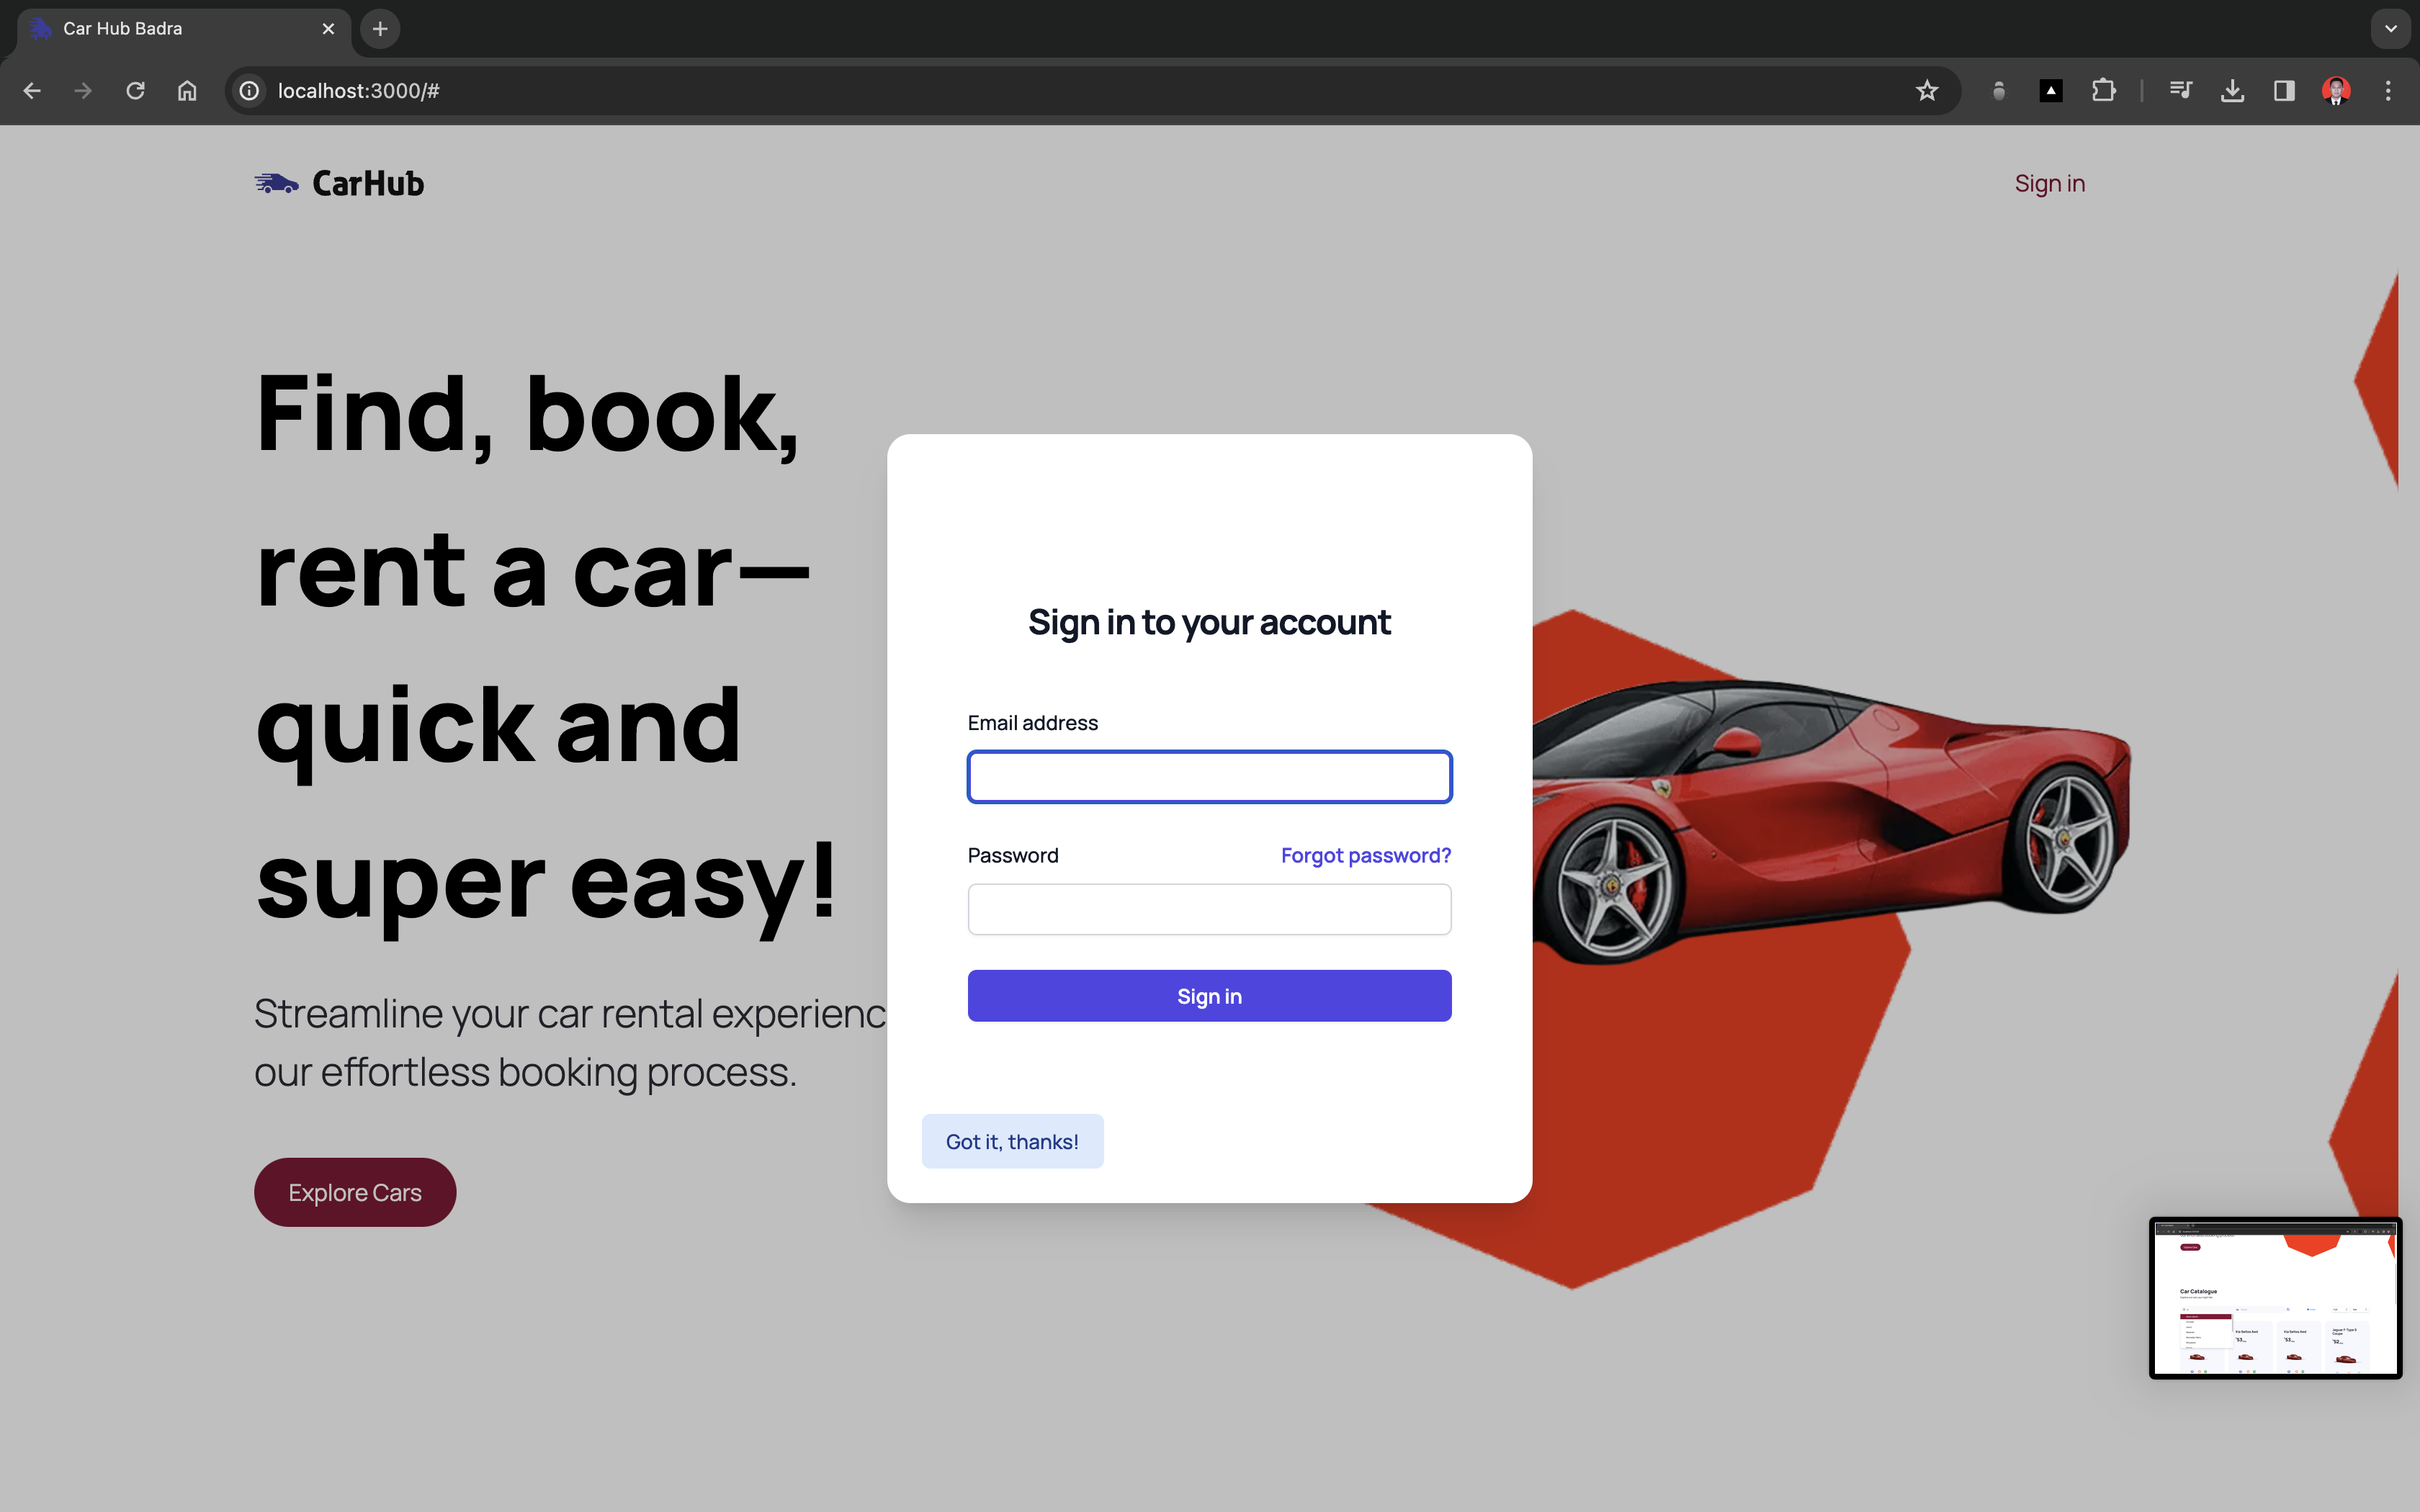 Car Hub Badra
localhost:3000/#
CarHub
Sign in
Find, book,
rent a car—
quick and
super easy!
Streamline your car rental experienc
our effortless booking process.
Explore Cars
Sign in to your account
Email address
Password
Forgot password?
Sign in
Got it, thanks!
Car Catalogue